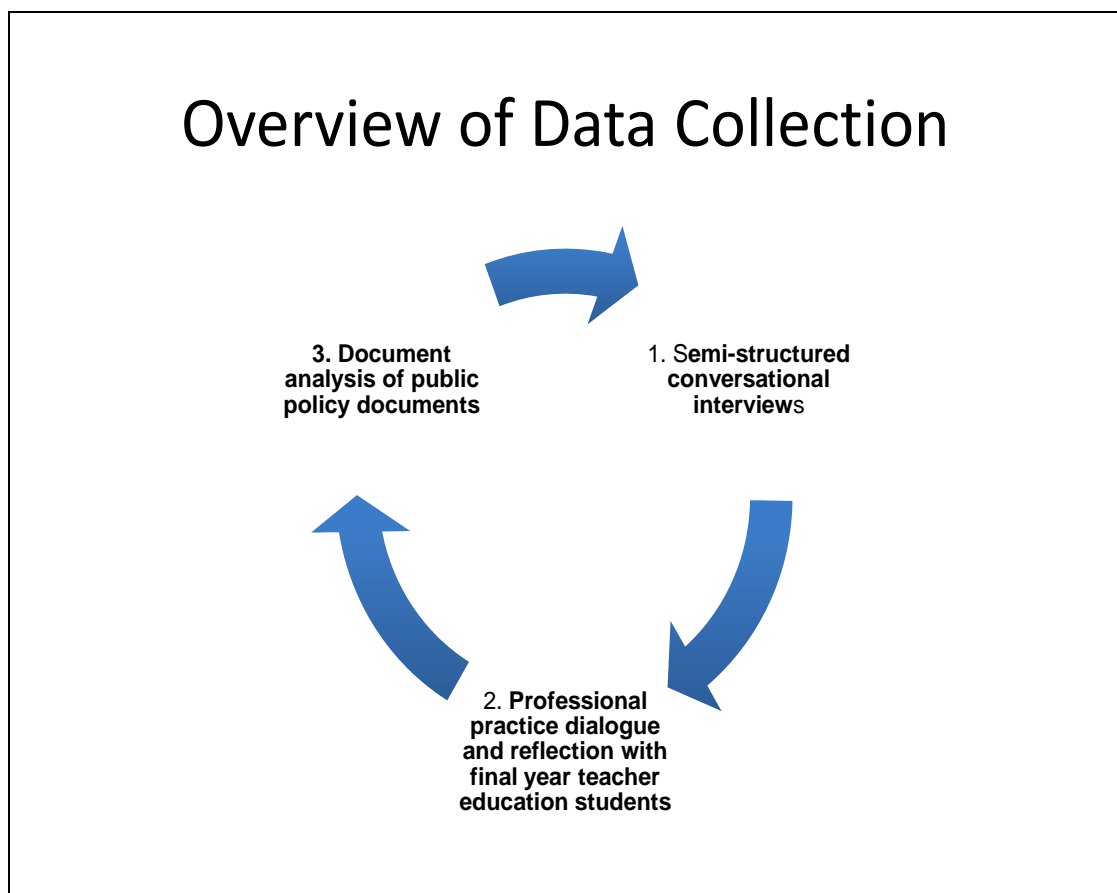 Overview of Data Collection
1. Semi-structured
conversational
interviews
2. Professional
practice dialogue
and reflection with
final year teacher
education students
3. Document
analysis of public
policy documents